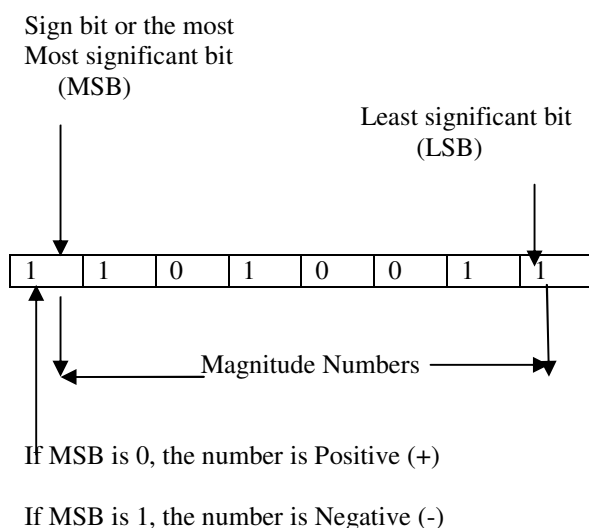 Sign bit or the most
Most significant bit
(MSB)
Least significant bit
(LSB)
1 1 0 1 0 0 1 1
Magnitude Numbers
If MSB is 0, the number is Positive (+)
If MSB is 1, the number is Negative (-)